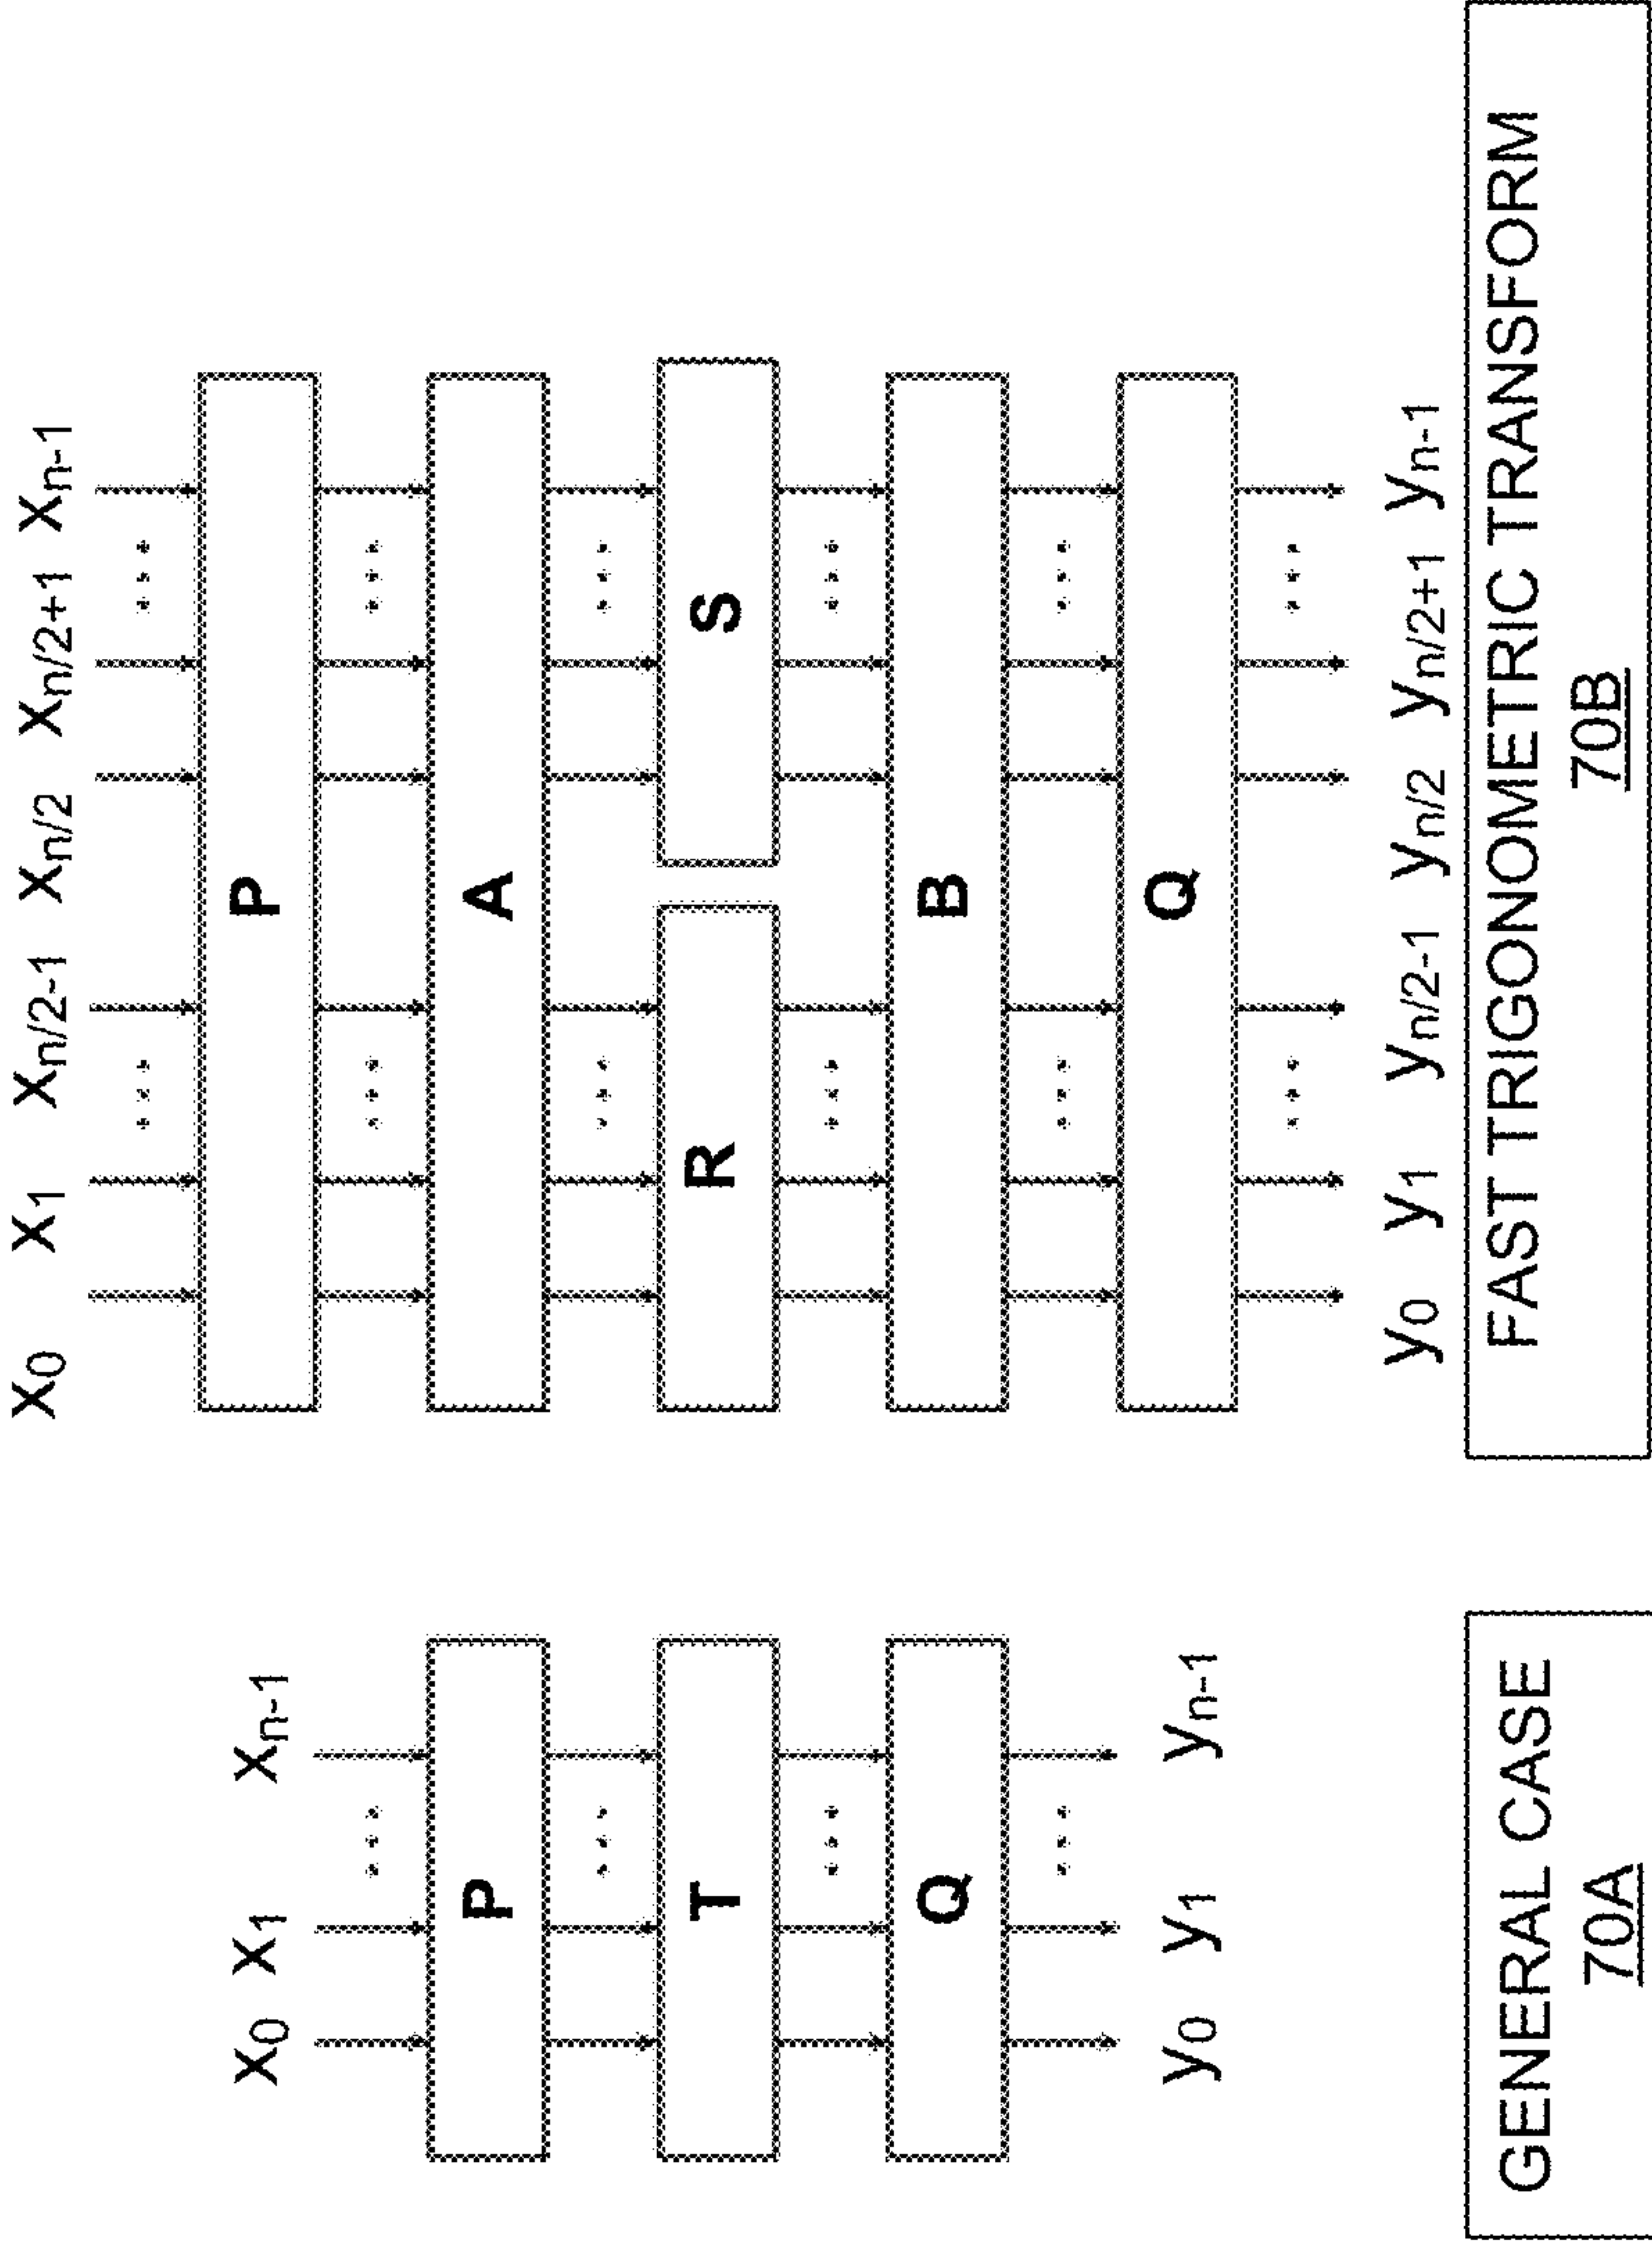 x0 x1 xn-1
P
T
Q
y0 y1 yn-1
GENERAL CASE
70A
x0 x1 xn/2-1 xn/2 xn/2+1 xn-1
P
A
R S
B
Q
y0 y1 yn/2-1 yn/2 yn/2+1 yn-1
FAST TRIGONOMETRIC TRANSFORM
70B